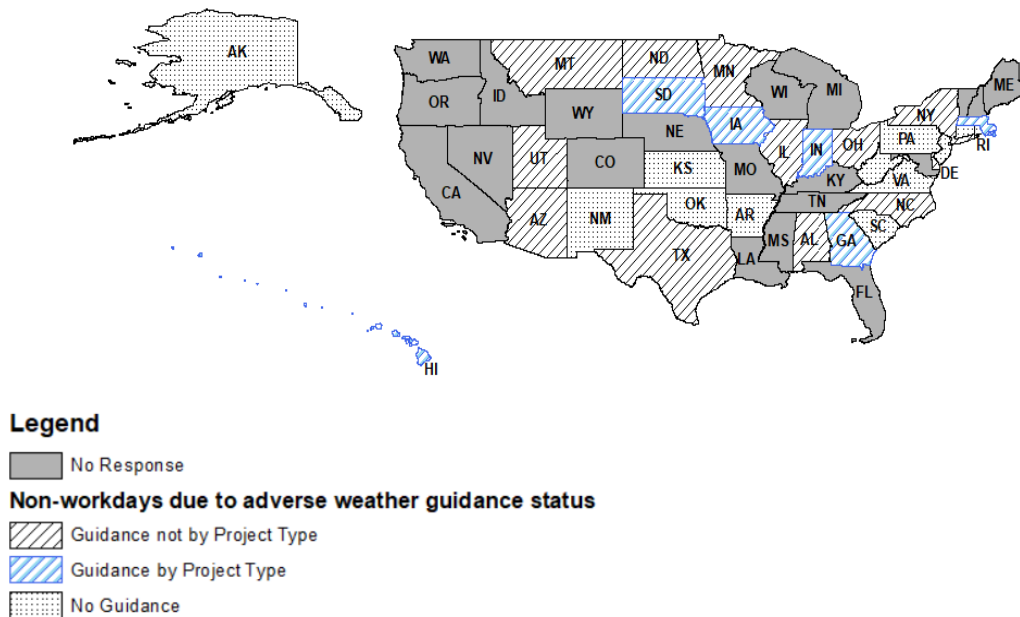 AK
WA
MT
ND
MN
WI
MI
ME
OR
ID
SD
NY
WY
IA
PA
RI
NE
IL
IN
OH
NV
UT
CO
MO
DE
KS
KY
VA
CA
TN
NC
OK
AR
AZ
NM
SC
MS
AL
GA
TX
LA
FL
HI
Legend
No Response
Non-workdays due to adverse weather guidance status
Guidance not by Project Type
Guidance by Project Type
No Guidance